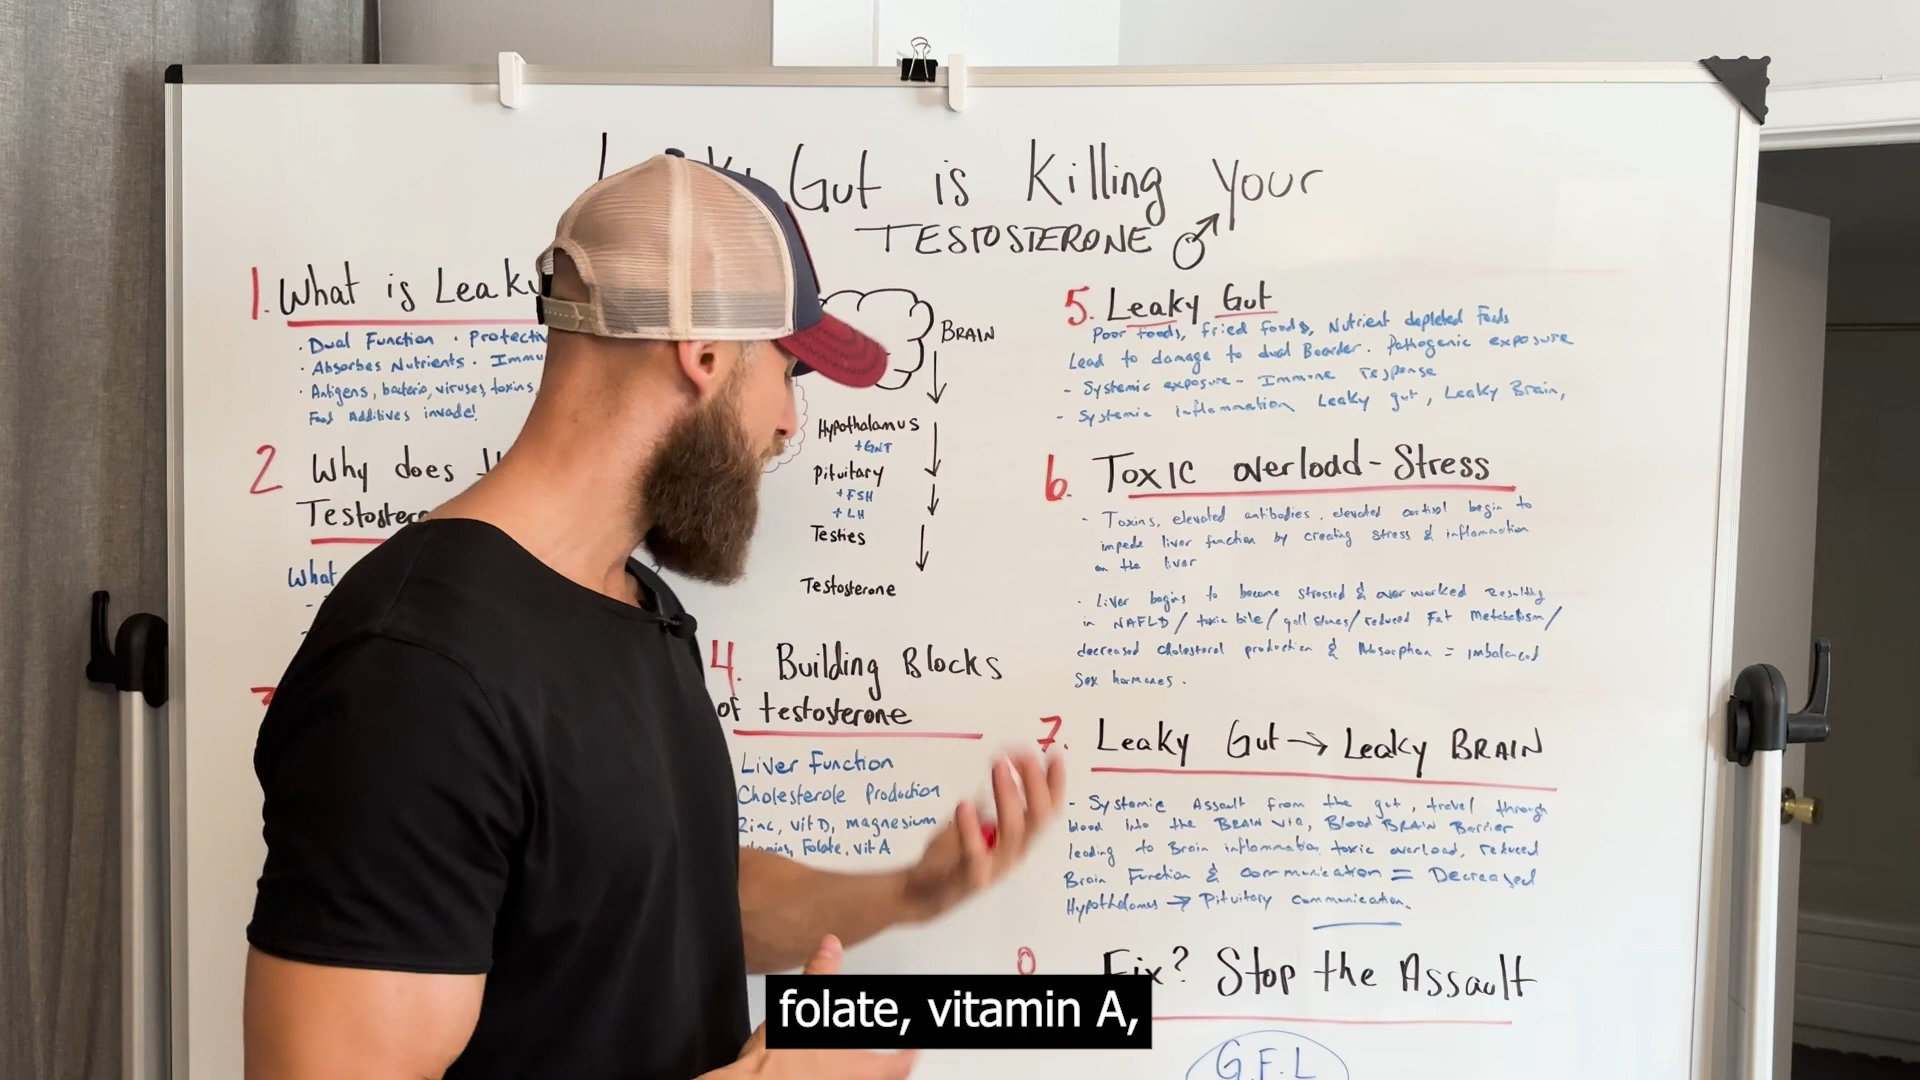 Gut is Killing Your
TESTOSTERONE
1. What is Leaky
· Dual Function · Protectiv
· Absorbes Nutrients · Immu
· Antigens, bacteria, viruses, toxins,
Food Additives invade!
2 Why does
Testoster
What
BRAIN
Hypothalamus
Pituitary
+ FSH
+ LH
Testies
Testosterone
4. Building Blocks
of testosterone
Liver Function
Cholesterole Production
Zinc, vit D, magnesium
Folate, vit A
5. Leaky Gut
Poor foods, fried foods, Nutrient depleted Foods
Lead to damage to dual Boarder. Pathogenic exposure
- Systemic exposure - Immune response
- Systemic inflammation Leaky gut, Leaky Brain,
6. Toxic overload - Stress
- Toxins, elevated antibodies, elevated cortisol begin to
impede liver function by creating stress & inflammation
on the liver
· Liver begins to become stressed & over worked resulting
in NAFLD / toxic bile / gall stones / reduced Fat Metabolism /
decreased cholesterol production & Absorption = imbalanced
Sex hormones.
7. Leaky Gut → Leaky BRAIN
- Systemic Assault from the gut, travel through
blood into the BRAIN via, Blood BRAIN Barrier
leading to Brain inflammation, toxic overload, reduced
Brain Function & communication = Decreased
Hypothalamus → Pituitary communication.
Fix? Stop the Assault
G.F.L
folate, vitamin A,